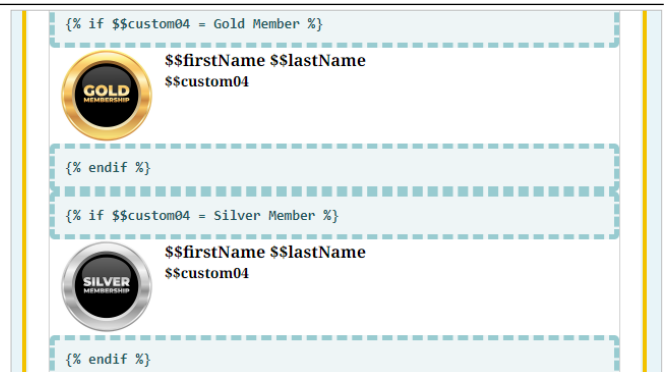 {% if $$custom04 = Gold Member %}
GOLD
MEMBERSHIP
$$firstName $$lastName
$$custom04
{% endif %}
{% if $$custom04 = Silver Member %}
SILVER
MEMBERSHIP
$$firstName $$lastName
$$custom04
{% endif %}